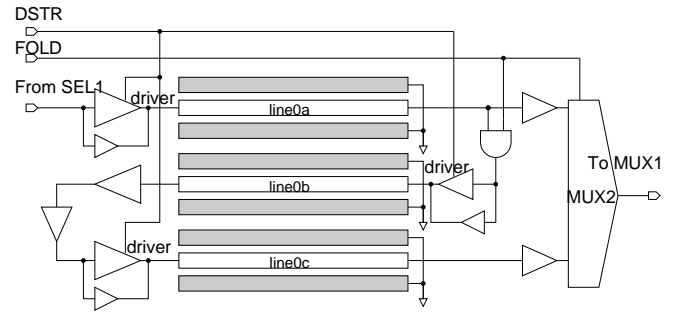 DSTR
FOLD
From SEL1
driver
line0a
driver
To MUX1
line0b
MUX2
driver
line0c